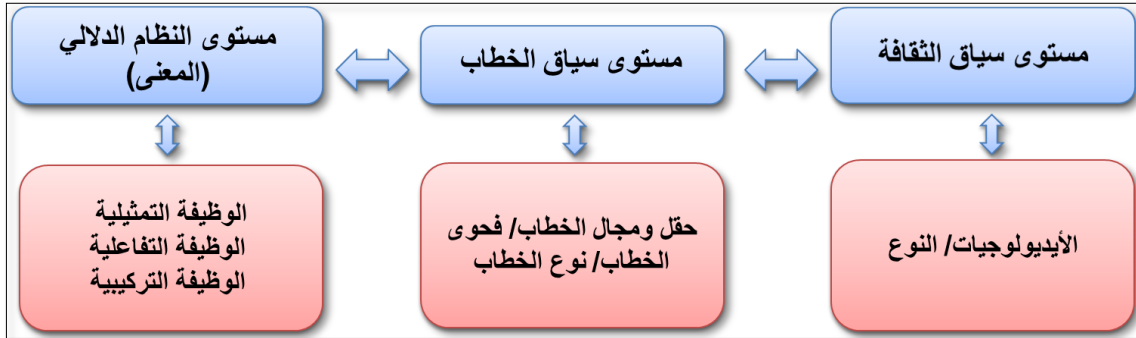 مستوى سياق الثقافة
مستوى سياق الخطاب
مستوى النظام الدلالي
(المعنى)
الأيديولوجيات/ النوع
حقل ومجال الخطاب/ فحوى
الخطاب/ نوع الخطاب
الوظيفة التمثيلية
الوظيفة التفاعلية
الوظيفة التركيبية